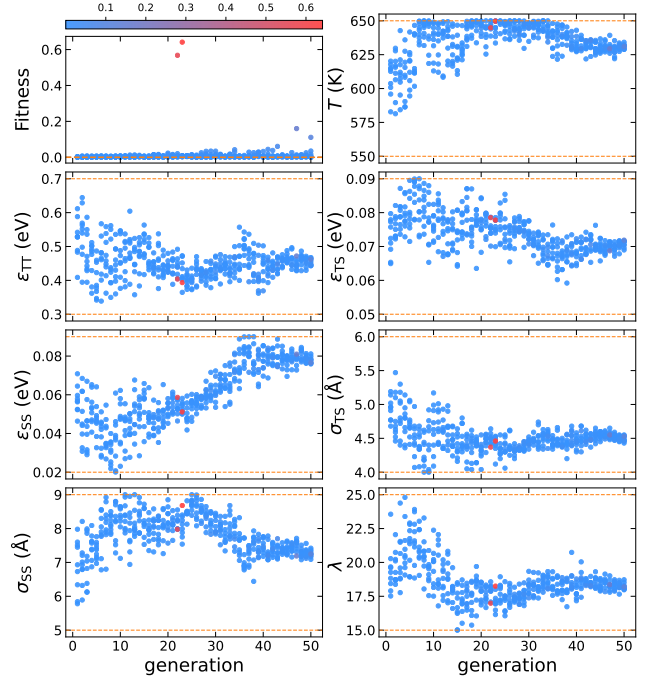 0.1 0.2 0.3 0.4 0.5 0.6
Fitness
0.6
0.4
0.2
0.0
T (K)
650
625
600
575
550
ε_TT (eV)
0.7
0.6
0.5
0.4
0.3
ε_TS (eV)
0.09
0.08
0.07
0.06
0.05
ε_SS (eV)
0.08
0.06
0.04
0.02
σ_TS (Å)
6.0
5.5
5.0
4.5
4.0
σ_SS (Å)
9
8
7
6
5
0 10 20 30 40 50
generation
λ
25.0
22.5
20.0
17.5
15.0
0 10 20 30 40 50
generation